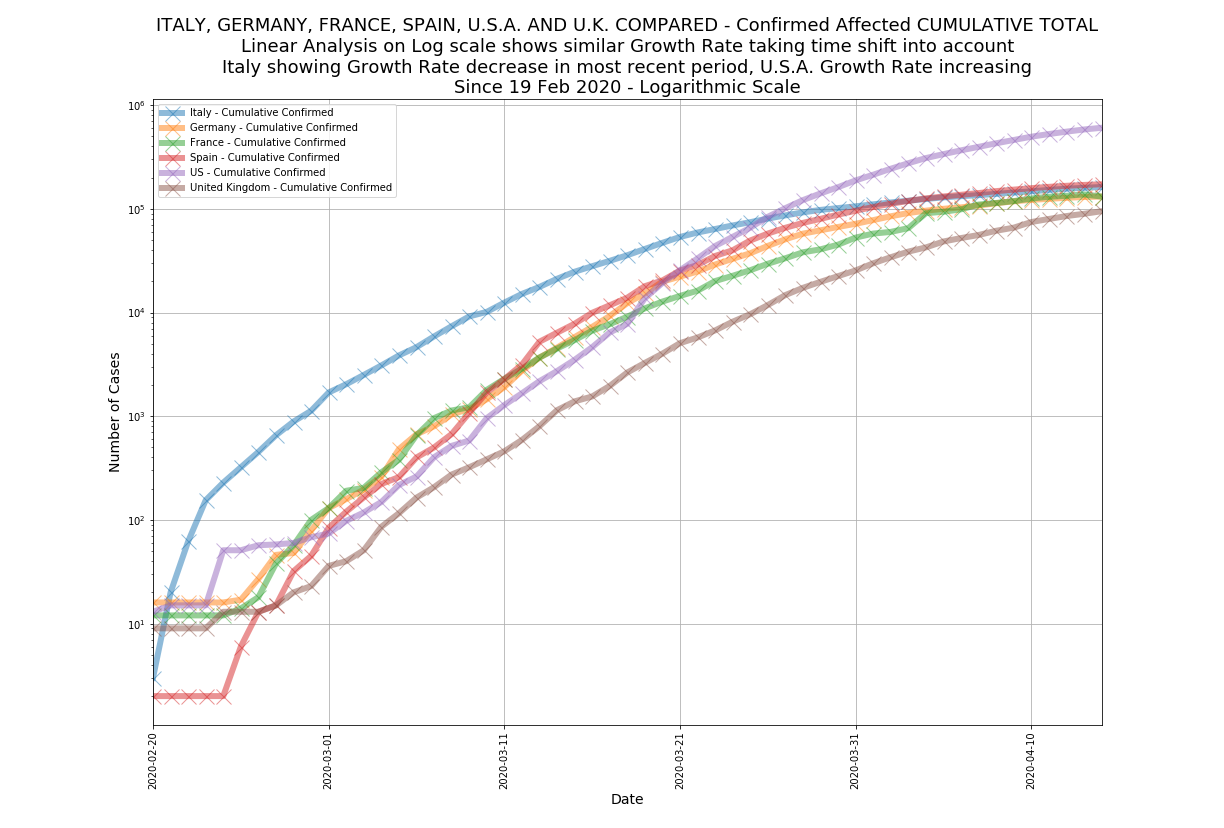 ITALY, GERMANY, FRANCE, SPAIN, U.S.A. AND U.K. COMPARED - Confirmed Affected CUMULATIVE TOTAL
Linear Analysis on Log scale shows similar Growth Rate taking time shift into account
Italy showing Growth Rate decrease in most recent period, U.S.A. Growth Rate increasing
Since 19 Feb 2020 - Logarithmic Scale
Italy - Cumulative Confirmed
Germany - Cumulative Confirmed
France - Cumulative Confirmed
Spain - Cumulative Confirmed
US - Cumulative Confirmed
United Kingdom - Cumulative Confirmed
Number of Cases
10⁶
10⁵
10⁴
10³
10²
10¹
2020-02-20
2020-03-01
2020-03-11
2020-03-21
2020-03-31
2020-04-10
Date